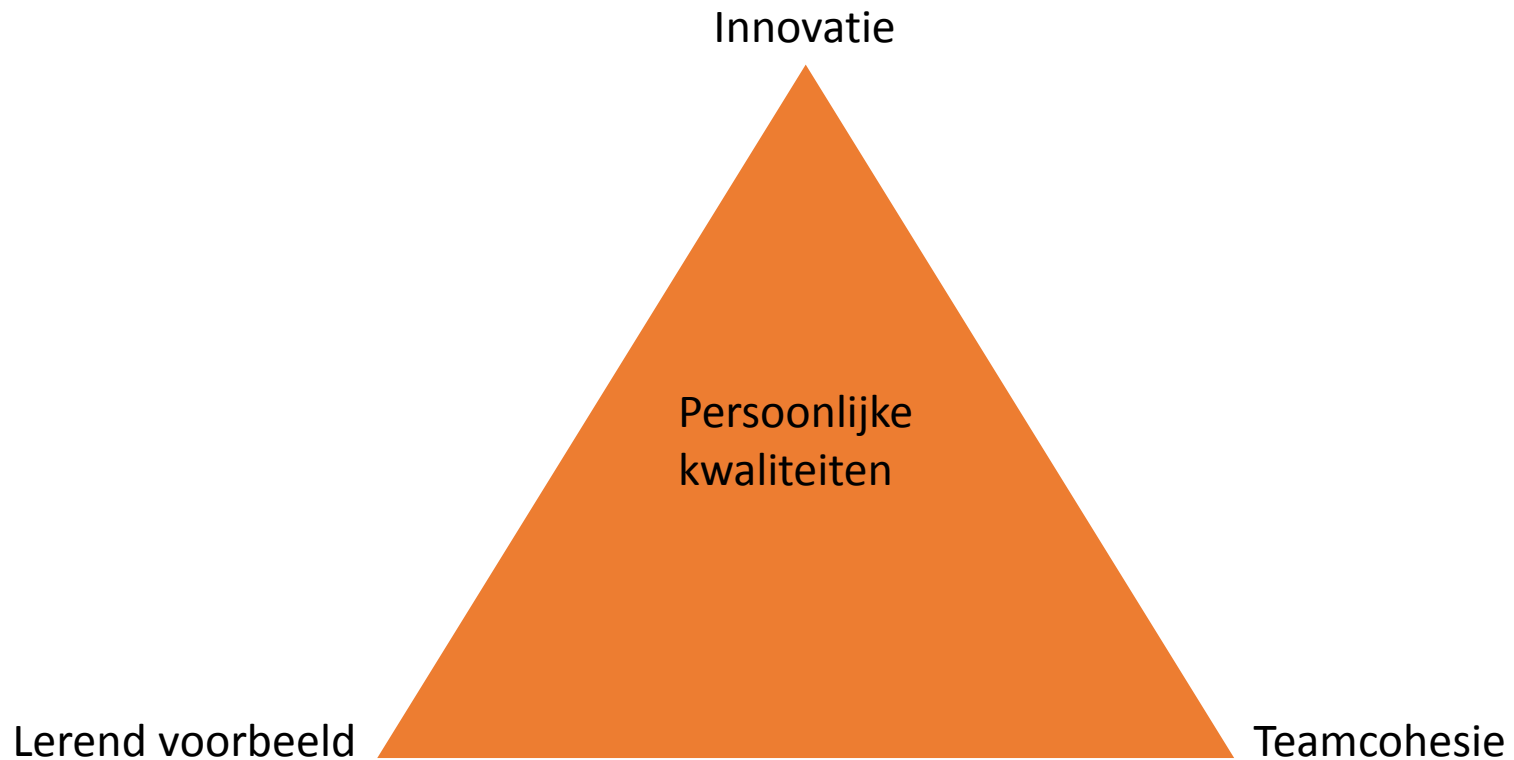 Innovatie
Persoonlijke
kwaliteiten
Lerend voorbeeld
Teamcohesie